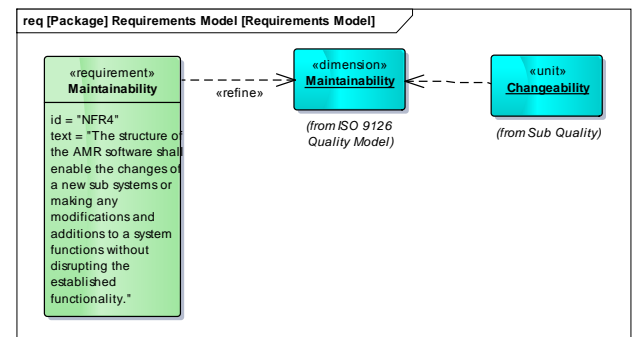 req [Package] Requirements Model [Requirements Model]
«requirement»
Maintainability
id = "NFR4"
text = "The structure of
the AMR software shall
enable the changes of
a new sub systems or
making any
modifications and
additions to a system
functions without
disrupting the
established
functionality."
«refine»
«dimension»
Maintainability
(from ISO 9126
Quality Model)
«unit»
Changeability
(from Sub Quality)